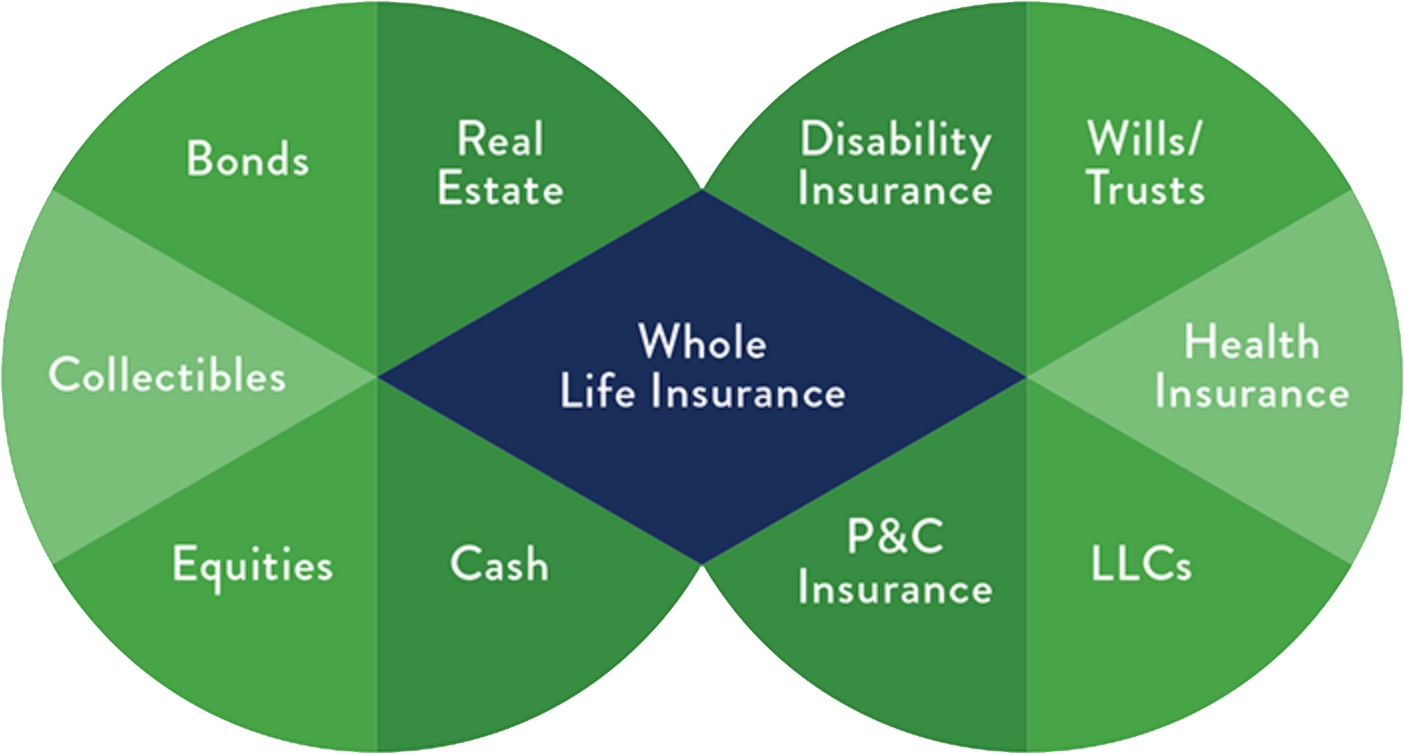 Bonds
Real
Estate
Disability
Insurance
Wills/
Trusts
Collectibles
Whole
Life Insurance
Health
Insurance
Equities
Cash
P&C
Insurance
LLCs